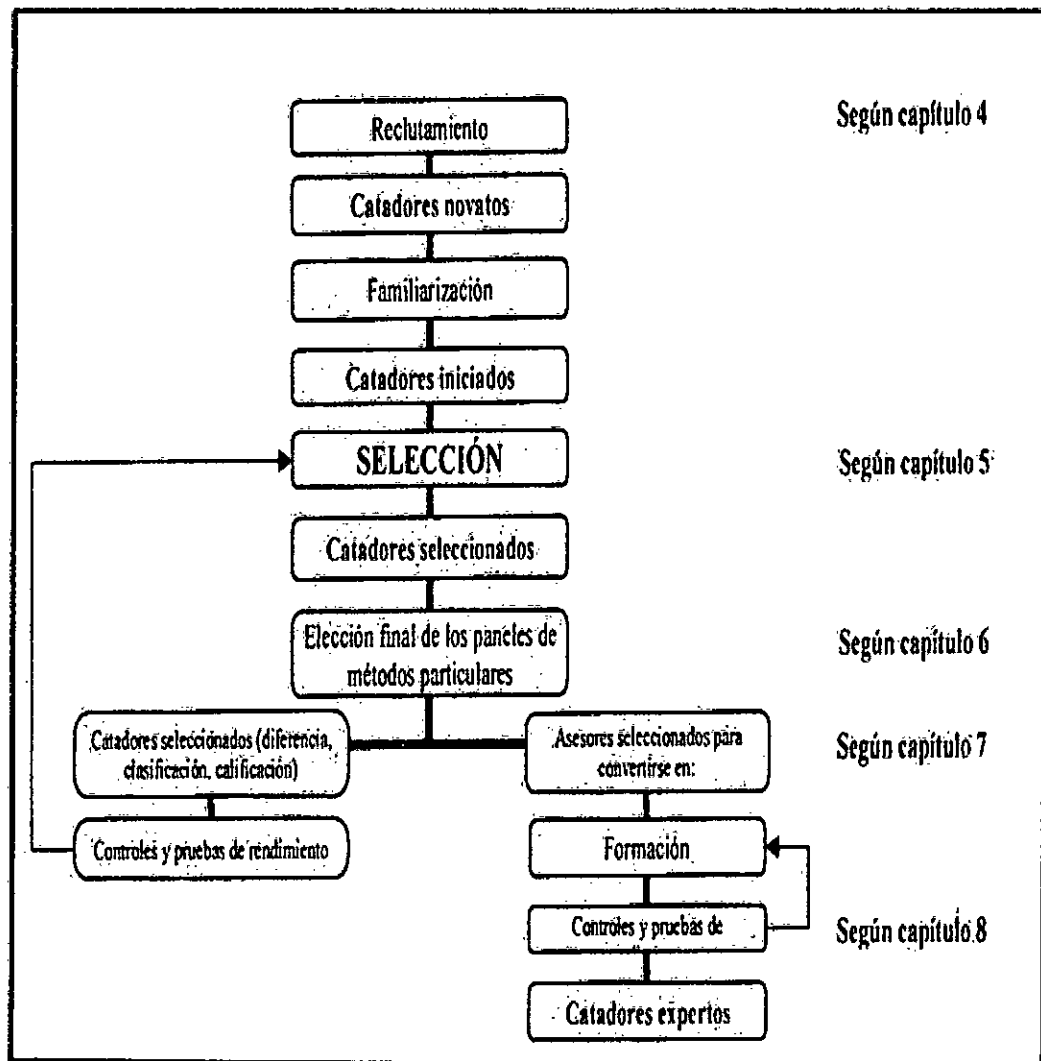 Reclutamiento
Según capítulo 4
Catadores novatos
Familiarización
Catadores iniciados
SELECCIÓN
Según capítulo 5
Catadores seleccionados
Elección final de los paneles de
métodos particulares
Según capítulo 6
Catadores seleccionados (diferencia,
clasificación, calificación)
Asesores seleccionados para
convertirse en:
Según capítulo 7
Controles y pruebas de rendimiento
Formación
Controles y pruebas de
Según capítulo 8
Catadores expertos